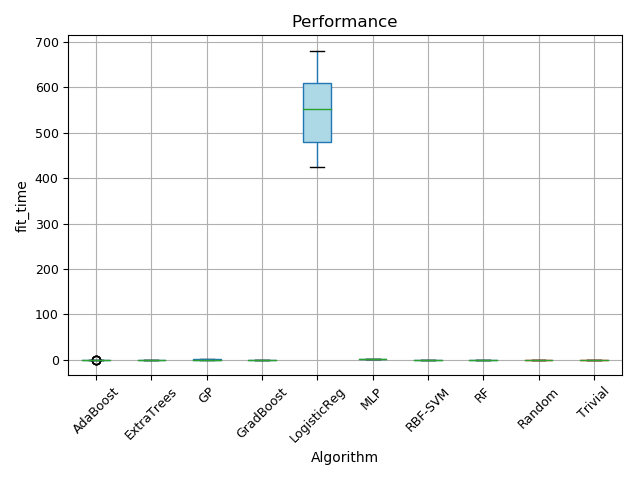 Performance
700
600
500
400
300
200
100
0
fit_time
AdaBoost
ExtraTrees
GP
GradBoost
LogisticReg
MLP
RBF-SVM
RF
Random
Trivial
Algorithm